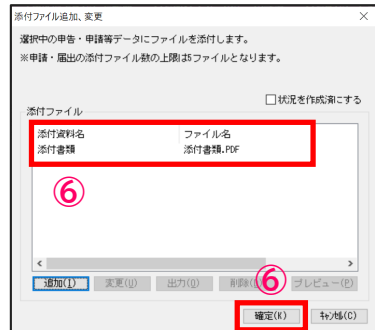 添付ファイル追加、変更
選択中の申告・申請等データにファイルを添付します。
※申請・届出の添付ファイル数の上限は5ファイルとなります。
状況を作成済にする
添付ファイル
添付資料名 ファイル名
添付書類 添付書類.PDF
⑥
⑥
追加(I) 変更(U) 出力(O) 削除( プレビュー(P)
確定(K) キャンセル(C)